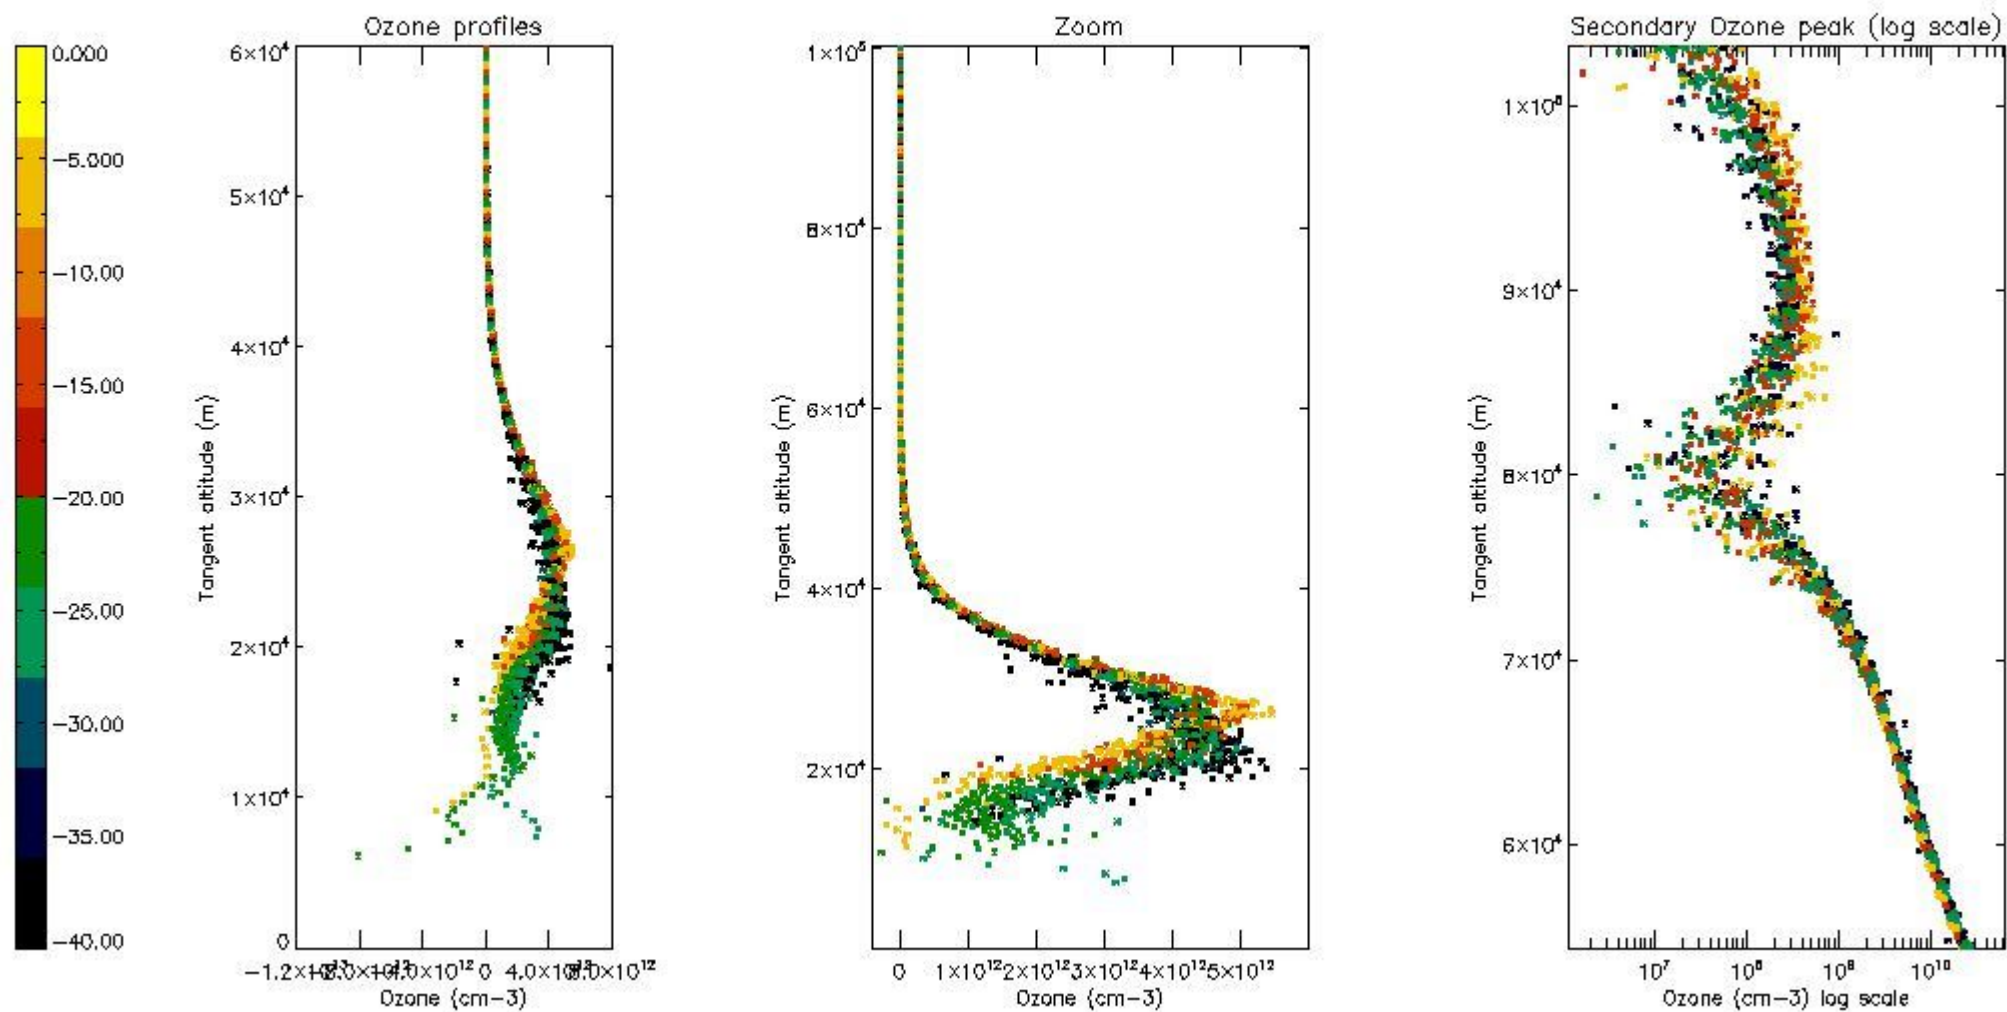 Ozone profiles
Zoom
Secondary Ozone peak (log scale)
0.000
−5.000
−10.00
−15.00
−20.00
−25.00
−30.00
−35.00
−40.00
6×10⁴
5×10⁴
4×10⁴
3×10⁴
2×10⁴
1×10⁴
0
Tangent altitude (m)
0
Ozone (cm−3)
1×10⁵
8×10⁴
6×10⁴
4×10⁴
2×10⁴
Tangent altitude (m)
0 1×10¹² 2×10¹² 3×10¹² 4×10¹² 5×10¹²
Ozone (cm−3)
9×10⁴
8×10⁴
7×10⁴
6×10⁴
Tangent altitude (m)
10⁷ 10⁸ 10⁹ 10¹⁰
Ozone (cm−3) log scale